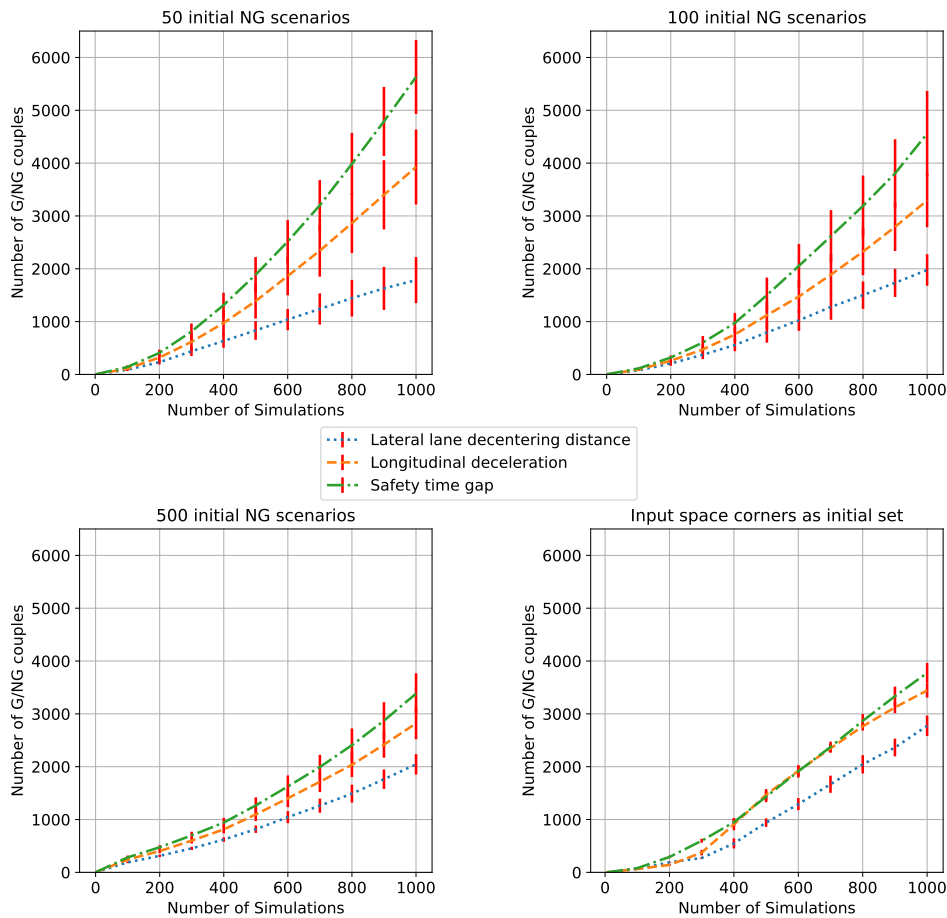 50 initial NG scenarios
Number of G/NG couples
6000
5000
4000
3000
2000
1000
0
0 200 400 600 800 1000
Number of Simulations
100 initial NG scenarios
Number of G/NG couples
6000
5000
4000
3000
2000
1000
0
0 200 400 600 800 1000
Number of Simulations
Lateral lane decentering distance
Longitudinal deceleration
Safety time gap
500 initial NG scenarios
Number of G/NG couples
6000
5000
4000
3000
2000
1000
0
0 200 400 600 800 1000
Number of Simulations
Input space corners as initial set
Number of G/NG couples
6000
5000
4000
3000
2000
1000
0
0 200 400 600 800 1000
Number of Simulations